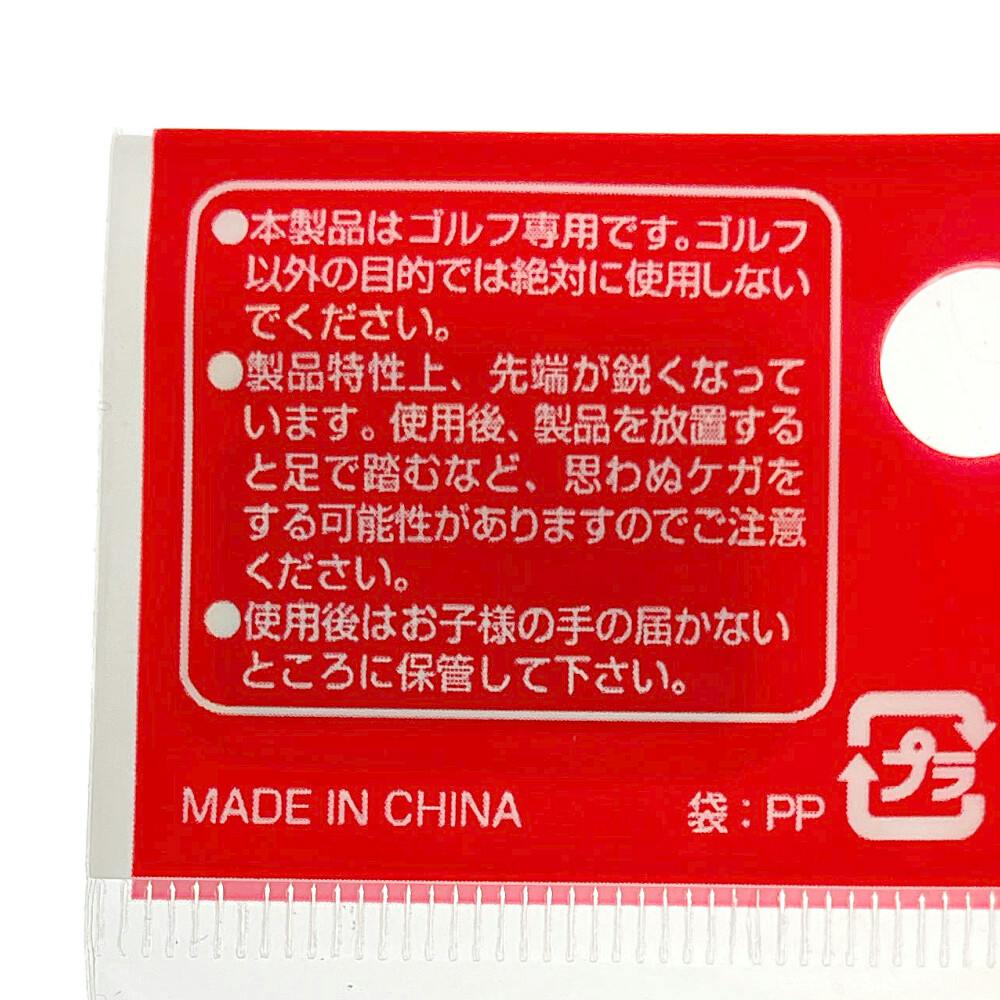 ●本製品はゴルフ専用です。ゴルフ
以外の目的では絶対に使用しない
でください。
●製品特性上、先端が鋭くなって
います。使用後、製品を放置する
と足で踏むなど、思わぬケガを
する可能性がありますのでご注意
ください。
●使用後はお子様の手の届かない
ところに保管して下さい。
MADE IN CHINA
袋：PP
プラ